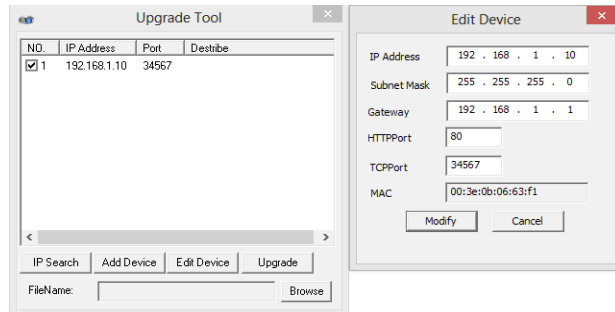 Upgrade Tool
NO. IP Address Port Destribe
1 192.168.1.10 34567
IP Search Add Device Edit Device Upgrade
FileName: Browse
Edit Device
IP Address 192 . 168 . 1 . 10
Subnet Mask 255 . 255 . 255 . 0
Gateway 192 . 168 . 1 . 1
HTTPPort 80
TCPPort 34567
MAC 00:3e:0b:06:63:f1
Modify Cancel